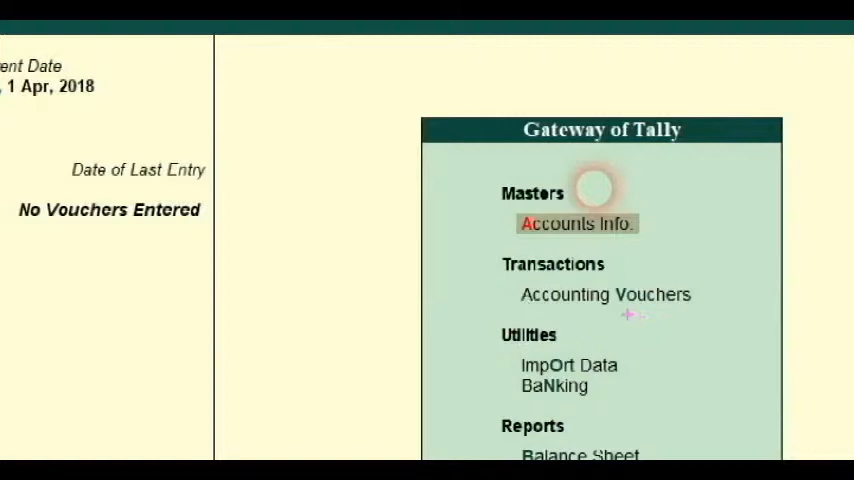 ent Date
, 1 Apr, 2018
Date of Last Entry
No Vouchers Entered
Gateway of Tally
Masters
Accounts Info.
Transactions
Accounting Vouchers
Utilities
ImpOrt Data
BaNking
Reports
Balance Sheet